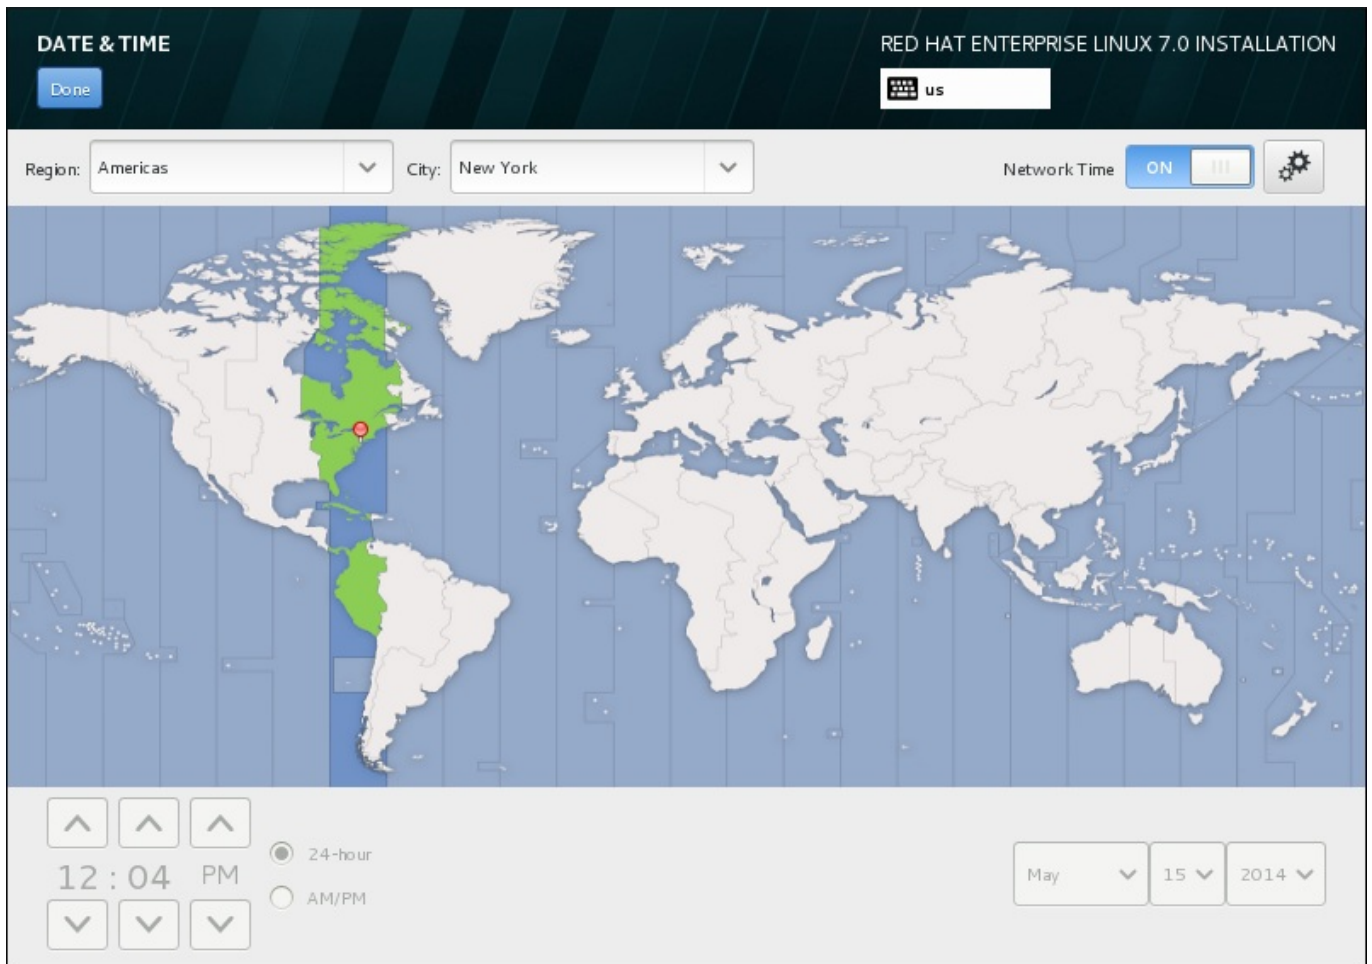 DATE & TIME
RED HAT ENTERPRISE LINUX 7.0 INSTALLATION
Done
us
Region: Americas City: New York Network Time ON
12 : 04 PM
24-hour
AM/PM
May 15 2014